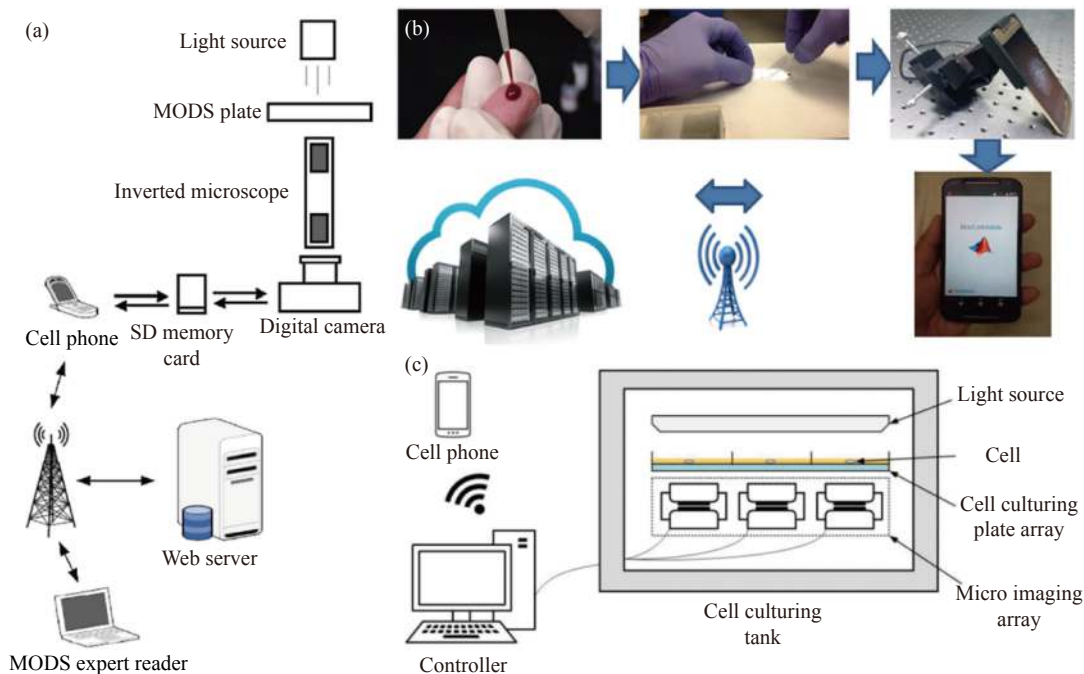 (a)
Light source
MODS plate
Inverted microscope
Digital camera
SD memory
card
Cell phone
Web server
MODS expert reader
(b)
(c)
Cell phone
Controller
Cell culturing
tank
Light source
Cell
Cell culturing
plate array
Micro imaging
array